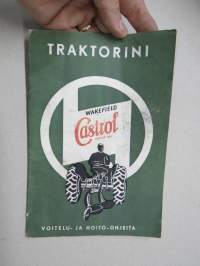 TRAKTORINI
WAKEFIELD
Castrol
VOITELU- JA HOITO-OHJEITA